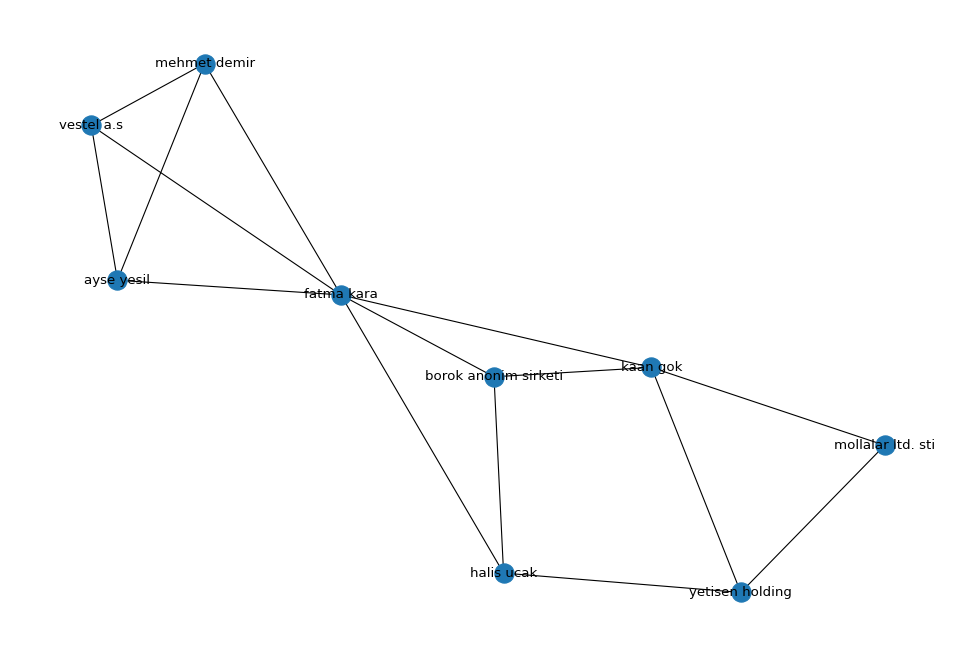 mehmet demir
vestel a.s
ayse yesil
fatma kara
kaan gok
borok anonim sirketi
mollalar ltd. sti
halis ucak
yetisen holding